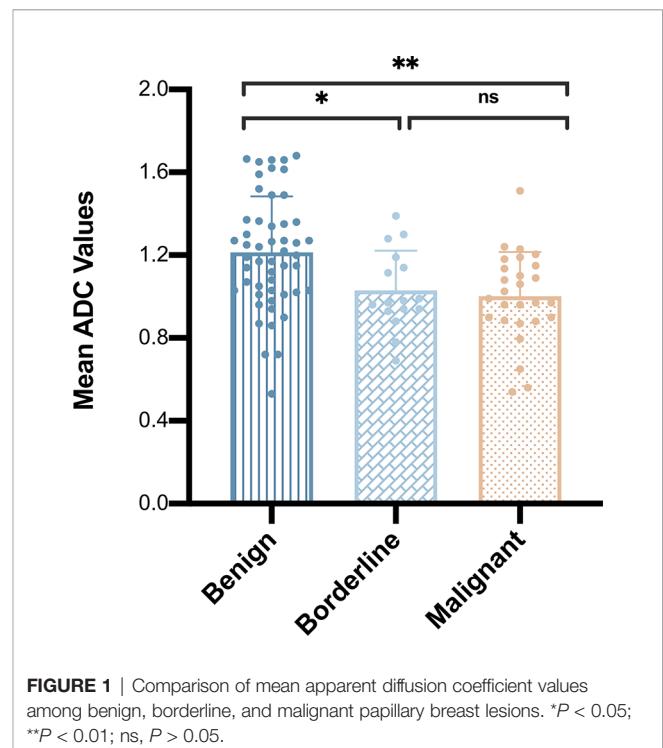 **
*
ns
2.0
1.6
1.2
0.8
0.4
0.0
Mean ADC Values
Benign
Borderline
Malignant
FIGURE 1 | Comparison of mean apparent diffusion coefficient values
among benign, borderline, and malignant papillary breast lesions. *P < 0.05;
**P < 0.01; ns, P > 0.05.